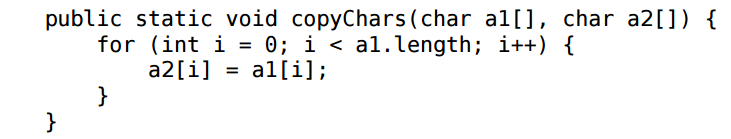 public static void copyChars(char a1[], char a2[]) {
    for (int i = 0; i < a1.length; i++) {
        a2[i] = a1[i];
    }
}